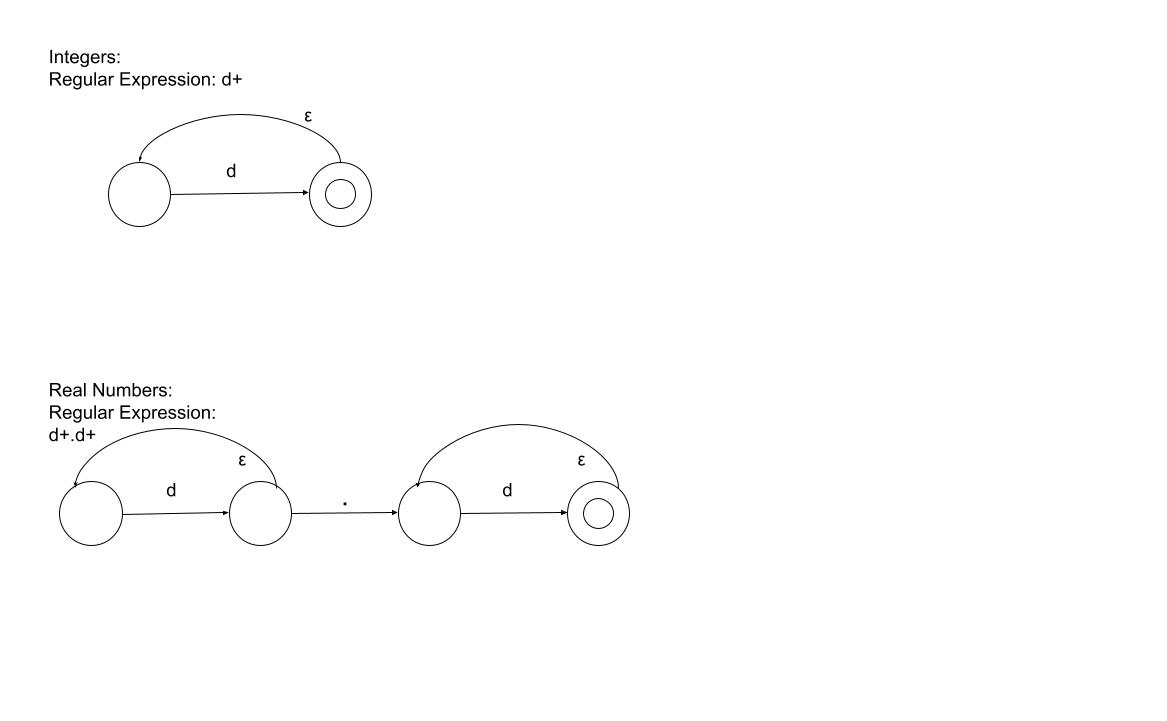 Integers:
Regular Expression: d+
ε
d
Real Numbers:
Regular Expression:
d+.d+
ε
ε
d
.
d